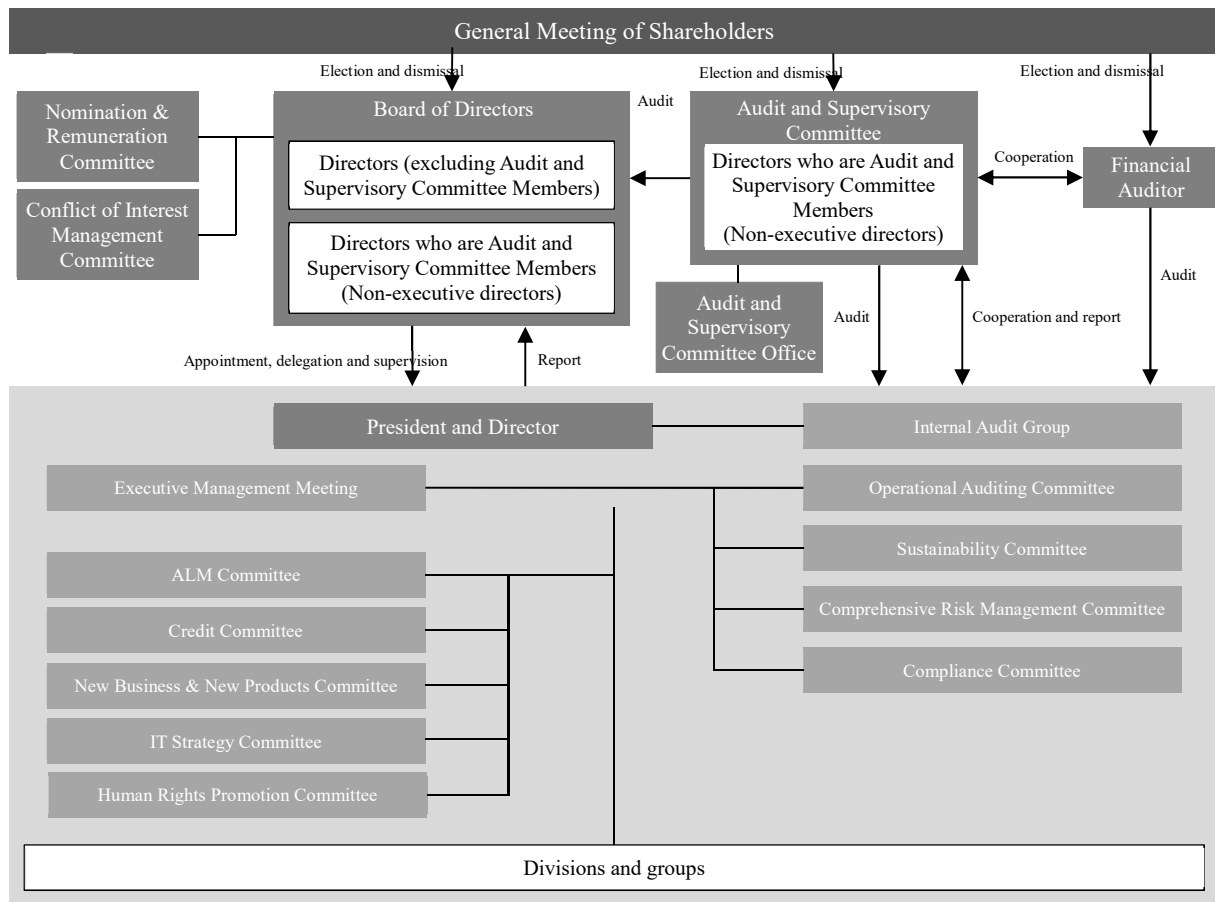 General Meeting of Shareholders
Election and dismissal
Election and dismissal
Election and dismissal
Nomination &
Remuneration
Committee
Conflict of Interest
Management
Committee
Board of Directors
Directors (excluding Audit and
Supervisory Committee Members)
Directors who are Audit and
Supervisory Committee Members
(Non-executive directors)
Audit
Audit and Supervisory
Committee
Directors who are Audit and
Supervisory Committee
Members
(Non-executive directors)
Cooperation
Financial
Auditor
Audit and
Supervisory
Committee Office
Audit
Cooperation and report
Audit
Appointment, delegation and supervision
Report
President and Director
Internal Audit Group
Executive Management Meeting
Operational Auditing Committee
Sustainability Committee
ALM Committee
Comprehensive Risk Management Committee
Credit Committee
Compliance Committee
New Business & New Products Committee
IT Strategy Committee
Human Rights Promotion Committee
Divisions and groups